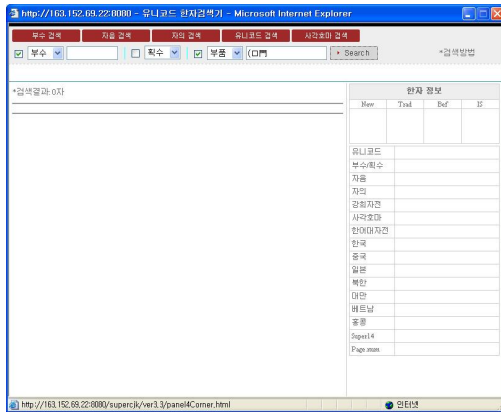 http://163.152.69.22:8080 - 유니코드 한자검색기 - Microsoft Internet Explorer
부수 검색 자음 검색 자의 검색 유니코드 검색 사각호마 검색
부수 획수 부품 (口門 Search *검색방법
*검색결과: 0자
한자 정보
New Trad Bef IS
유니코드
부수/획수
자음
자의
강희자전
사각호마
한대대자전
한국
중국
일본
북한
대만
베트남
홍콩
Super14
http://163.152.69.22:8080/supercjk/ver3.3/panel4Corner.html 인터넷